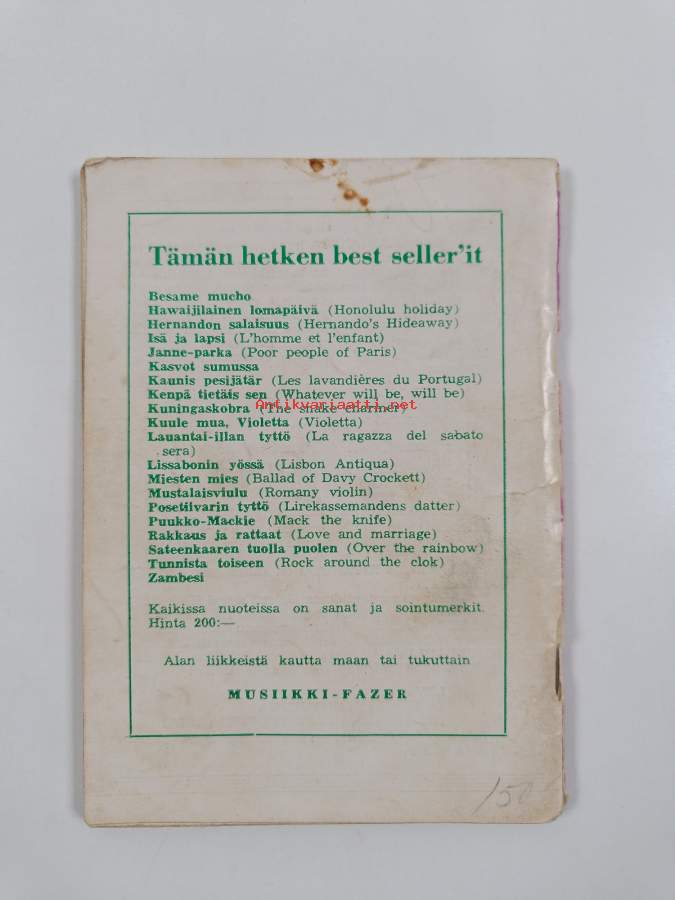 Tämän hetken best seller'it
Besame mucho
Hawaijilainen lomapäivä (Honolulu holiday)
Hernandon salaisuus (Hernando's Hideaway)
Isä ja lapsi (L'homme et l'enfant)
Janne-parka (Poor people of Paris)
Kasvot sumussa
Kaunis pesijätär (Les lavandières du Portugal)
Kenpä tietäis sen (Whatever will be, will be)
Antikvariaatti.net
Kuningaskobra (The snake charmer)
Kuule mua, Violetta (Violetta)
Lauantai-illan tyttö (La ragazza del sabato
sera)
Lissabonin yössä (Lisbon Antiqua)
Miesten mies (Ballad of Davy Crockett)
Mustalaisviulu (Romany violin)
Posetiivarin tyttö (Lirekassemandens datter)
Puukko-Mackie (Mack the knife)
Rakkaus ja rattaat (Love and marriage)
Sateenkaaren tuolla puolen (Over the rainbow)
Tunnista toiseen (Rock around the clok)
Zambesi
Kaikissa nuoteissa on sanat ja sointumerkit.
Hinta 200:—
Alan liikkeistä kautta maan tai tukuttain
MUSIIKKI-FAZER